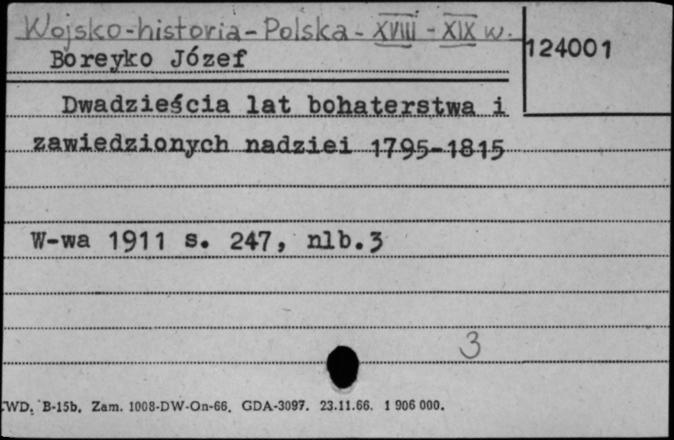 Wojsko-historia-Polska-XVIII-XIX w.
124001
Boreyko Józef
Dwadzieścia lat bohaterstwa i
zawiedzionych nadziei 1795-1815
W-wa 1911 s. 247, nlb.3
3
WD. B-15b. Zam. 1008-DW-On-66. GDA-3097. 23.11.66. 1 906 000.